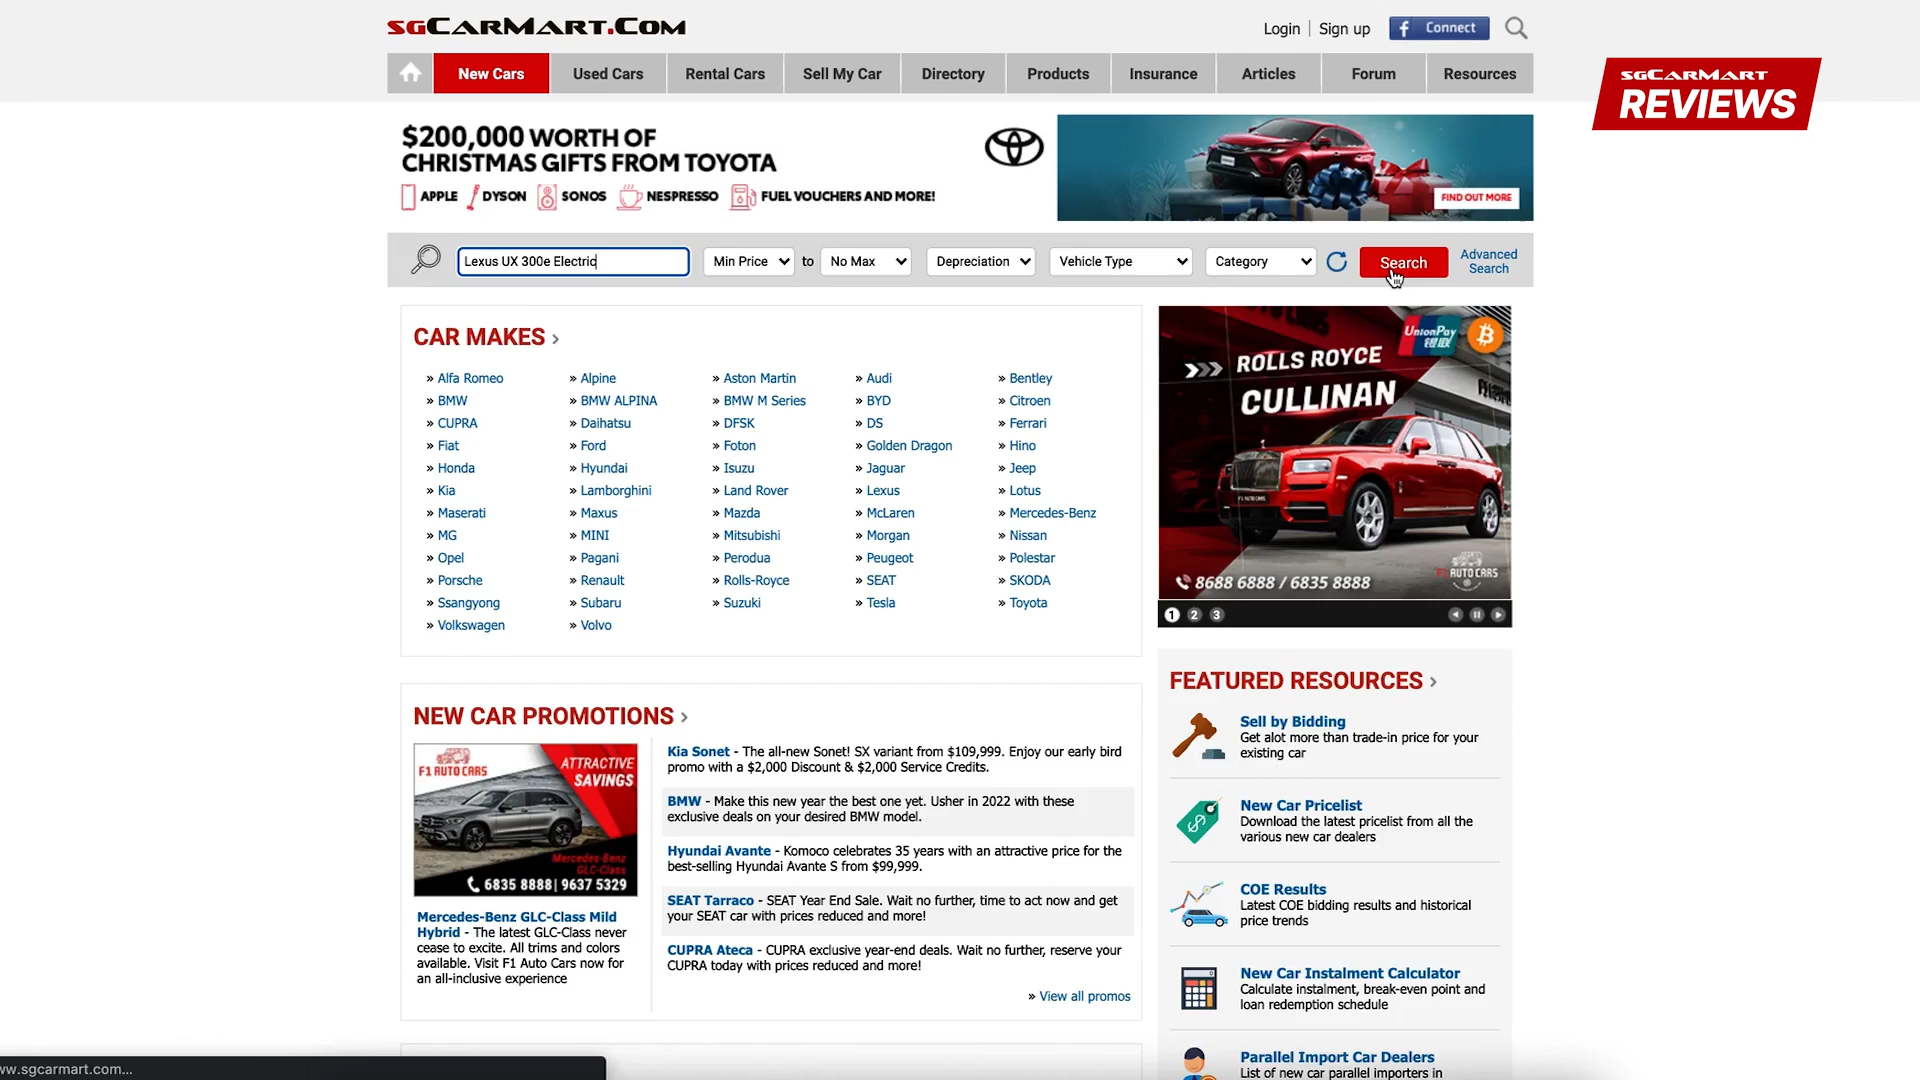 sgCarMart.Com
Login | Sign up
Connect
New Cars
Used Cars
Rental Cars
Sell My Car
Directory
Products
Insurance
Articles
Forum
Resources
sgCarMart
REVIEWS
$200,000 WORTH OF
CHRISTMAS GIFTS FROM TOYOTA
APPLE
DYSON
SONOS
NESPRESSO
FUEL VOUCHERS AND MORE!
FIND OUT MORE
Lexus UX 300e Electric
Min Price
to
No Max
Depreciation
Vehicle Type
Category
Search
Advanced
Search
CAR MAKES ›
» Alfa Romeo
» Alpine
» Aston Martin
» Audi
» Bentley
» BMW
» BMW ALPINA
» BMW M Series
» BYD
» Citroen
» CUPRA
» Daihatsu
» DFSK
» DS
» Ferrari
» Fiat
» Ford
» Foton
» Golden Dragon
» Hino
» Honda
» Hyundai
» Isuzu
» Jaguar
» Jeep
» Kia
» Lamborghini
» Land Rover
» Lexus
» Lotus
» Maserati
» Maxus
» Mazda
» McLaren
» Mercedes-Benz
» MG
» MINI
» Mitsubishi
» Morgan
» Nissan
» Opel
» Pagani
» Perodua
» Peugeot
» Polestar
» Porsche
» Renault
» Rolls-Royce
» SEAT
» SKODA
» Ssangyong
» Subaru
» Suzuki
» Tesla
» Toyota
» Volkswagen
» Volvo
UnionPay
银联
ROLLS ROYCE
CULLINAN
F1 AUTO CARS
8688 6888 / 6835 8888
F1 AUTO CARS
1 2 3
NEW CAR PROMOTIONS ›
F1 AUTO CARS
ATTRACTIVE
SAVINGS
Mercedes-Benz
GLC-Class
6835 8888| 9637 5329
Mercedes-Benz GLC-Class Mild
Hybrid - The latest GLC-Class never
cease to excite. All trims and colors
available. Visit F1 Auto Cars now for
an all-inclusive experience
Kia Sonet - The all-new Sonet! SX variant from $109,999. Enjoy our early bird
promo with a $2,000 Discount & $2,000 Service Credits.
BMW - Make this new year the best one yet. Usher in 2022 with these
exclusive deals on your desired BMW model.
Hyundai Avante - Komoco celebrates 35 years with an attractive price for the
best-selling Hyundai Avante S from $99,999.
SEAT Tarraco - SEAT Year End Sale. Wait no further, time to act now and get
your SEAT car with prices reduced and more!
CUPRA Ateca - CUPRA exclusive year-end deals. Wait no further, reserve your
CUPRA today with prices reduced and more!
» View all promos
FEATURED RESOURCES ›
Sell by Bidding
Get alot more than trade-in price for your
existing car
New Car Pricelist
Download the latest pricelist from all the
various new car dealers
COE Results
Latest COE bidding results and historical
price trends
New Car Instalment Calculator
Calculate instalment, break-even point and
loan redemption schedule
Parallel Import Car Dealers
List of new car parallel importers in
ww.sgcarmart.com...